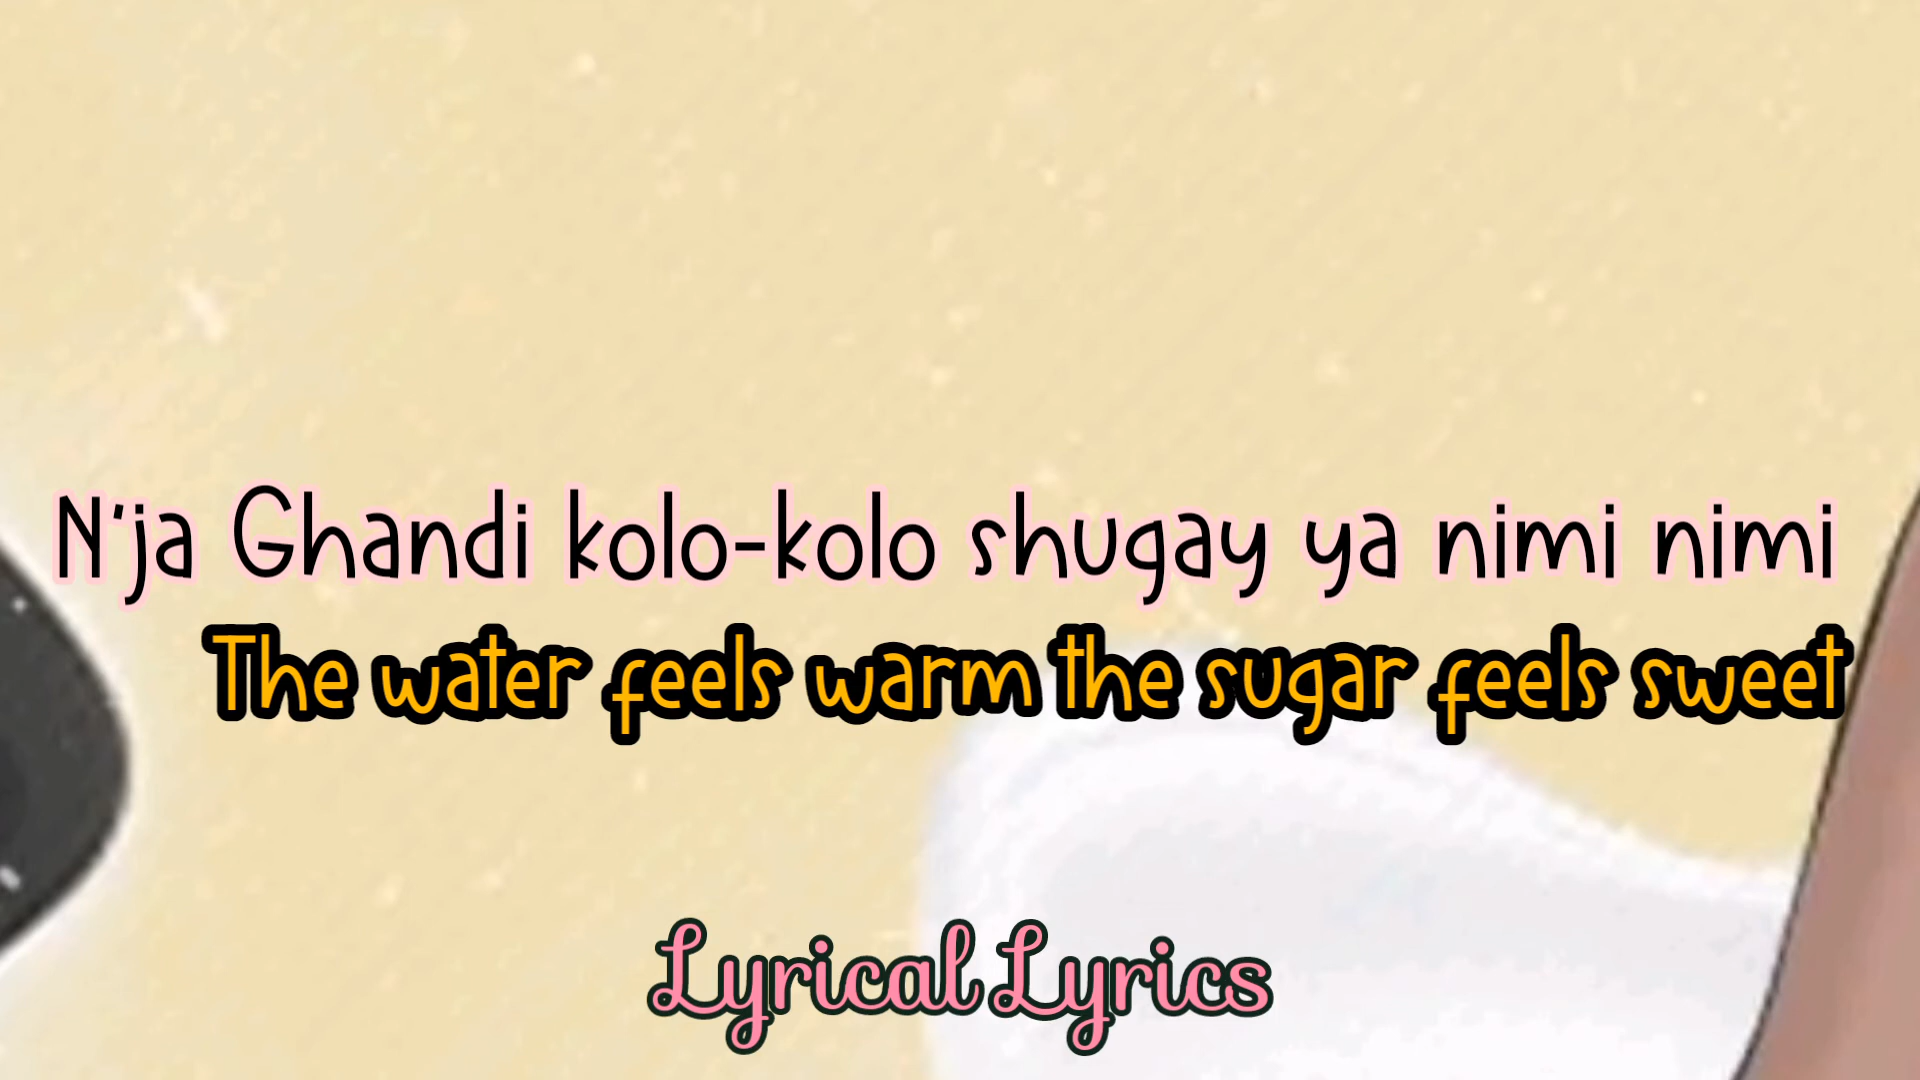 N'ja Ghandi kolo-kolo shugay ya nimi nimi
The water feels warm the sugar feels sweet
Lyrical Lyrics